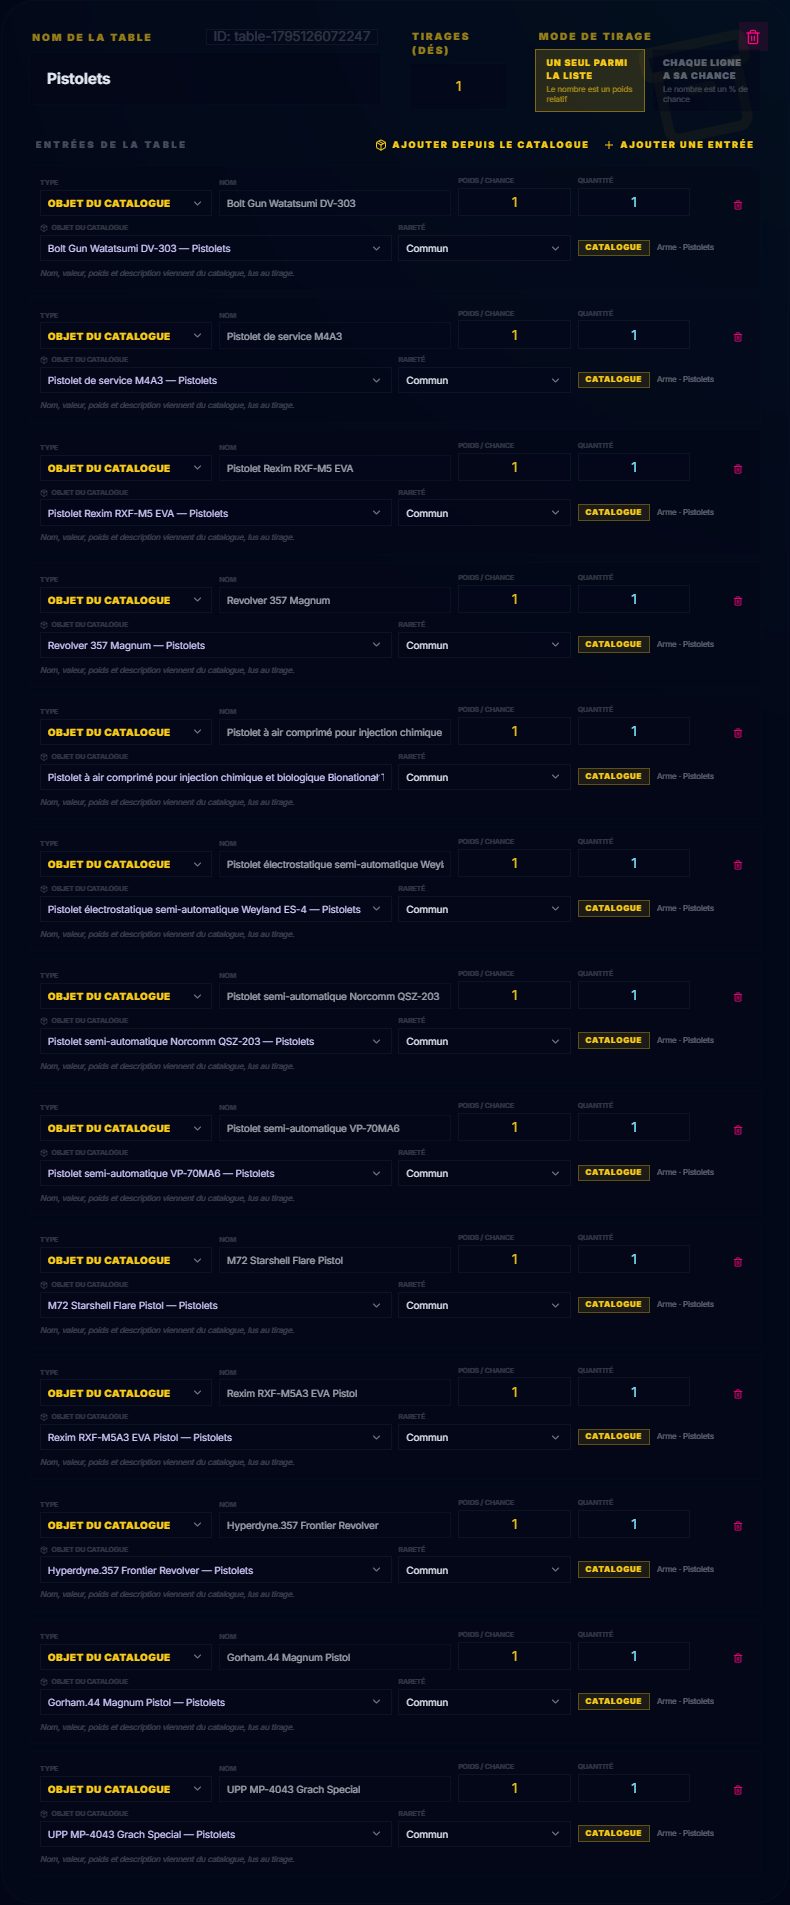 NOM DE LA TABLE
ID: table-1795126072247
TIRAGES
(DÉS)
MODE DE TIRAGE
Pistolets
1
UN SEUL PARMI
LA LISTE
Le nombre est un poids
relatif
CHAQUE LIGNE
A SA CHANCE
Le nombre est un % de
chance
ENTRÉES DE LA TABLE
AJOUTER DEPUIS LE CATALOGUE
AJOUTER UNE ENTRÉE
TYPE NOM POIDS / CHANCE QUANTITÉ
OBJET DU CATALOGUE Bolt Gun Watatsumi DV-303 1 1
OBJET DU CATALOGUE RARETÉ
Bolt Gun Watatsumi DV-303 — Pistolets Commun CATALOGUE Arme - Pistolets
Nom, valeur, poids et description viennent du catalogue, lus au tirage.
TYPE NOM POIDS / CHANCE QUANTITÉ
OBJET DU CATALOGUE Pistolet de service M4A3 1 1
OBJET DU CATALOGUE RARETÉ
Pistolet de service M4A3 — Pistolets Commun CATALOGUE Arme - Pistolets
Nom, valeur, poids et description viennent du catalogue, lus au tirage.
TYPE NOM POIDS / CHANCE QUANTITÉ
OBJET DU CATALOGUE Pistolet Rexim RXF-M5 EVA 1 1
OBJET DU CATALOGUE RARETÉ
Pistolet Rexim RXF-M5 EVA — Pistolets Commun CATALOGUE Arme - Pistolets
Nom, valeur, poids et description viennent du catalogue, lus au tirage.
TYPE NOM POIDS / CHANCE QUANTITÉ
OBJET DU CATALOGUE Revolver 357 Magnum 1 1
OBJET DU CATALOGUE RARETÉ
Revolver 357 Magnum — Pistolets Commun CATALOGUE Arme - Pistolets
Nom, valeur, poids et description viennent du catalogue, lus au tirage.
TYPE NOM POIDS / CHANCE QUANTITÉ
OBJET DU CATALOGUE Pistolet à air comprimé pour injection chimique 1 1
OBJET DU CATALOGUE RARETÉ
Pistolet à air comprimé pour injection chimique et biologique Bionational Commun CATALOGUE Arme - Pistolets
Nom, valeur, poids et description viennent du catalogue, lus au tirage.
TYPE NOM POIDS / CHANCE QUANTITÉ
OBJET DU CATALOGUE Pistolet électrostatique semi-automatique Weyl 1 1
OBJET DU CATALOGUE RARETÉ
Pistolet électrostatique semi-automatique Weyland ES-4 — Pistolets Commun CATALOGUE Arme - Pistolets
Nom, valeur, poids et description viennent du catalogue, lus au tirage.
TYPE NOM POIDS / CHANCE QUANTITÉ
OBJET DU CATALOGUE Pistolet semi-automatique Norcomm QSZ-203 1 1
OBJET DU CATALOGUE RARETÉ
Pistolet semi-automatique Norcomm QSZ-203 — Pistolets Commun CATALOGUE Arme - Pistolets
Nom, valeur, poids et description viennent du catalogue, lus au tirage.
TYPE NOM POIDS / CHANCE QUANTITÉ
OBJET DU CATALOGUE Pistolet semi-automatique VP-70MA6 1 1
OBJET DU CATALOGUE RARETÉ
Pistolet semi-automatique VP-70MA6 — Pistolets Commun CATALOGUE Arme - Pistolets
Nom, valeur, poids et description viennent du catalogue, lus au tirage.
TYPE NOM POIDS / CHANCE QUANTITÉ
OBJET DU CATALOGUE M72 Starshell Flare Pistol 1 1
OBJET DU CATALOGUE RARETÉ
M72 Starshell Flare Pistol — Pistolets Commun CATALOGUE Arme - Pistolets
Nom, valeur, poids et description viennent du catalogue, lus au tirage.
TYPE NOM POIDS / CHANCE QUANTITÉ
OBJET DU CATALOGUE Rexim RXF-M5A3 EVA Pistol 1 1
OBJET DU CATALOGUE RARETÉ
Rexim RXF-M5A3 EVA Pistol — Pistolets Commun CATALOGUE Arme - Pistolets
Nom, valeur, poids et description viennent du catalogue, lus au tirage.
TYPE NOM POIDS / CHANCE QUANTITÉ
OBJET DU CATALOGUE Hyperdyne.357 Frontier Revolver 1 1
OBJET DU CATALOGUE RARETÉ
Hyperdyne.357 Frontier Revolver — Pistolets Commun CATALOGUE Arme - Pistolets
Nom, valeur, poids et description viennent du catalogue, lus au tirage.
TYPE NOM POIDS / CHANCE QUANTITÉ
OBJET DU CATALOGUE Gorham.44 Magnum Pistol 1 1
OBJET DU CATALOGUE RARETÉ
Gorham.44 Magnum Pistol — Pistolets Commun CATALOGUE Arme - Pistolets
Nom, valeur, poids et description viennent du catalogue, lus au tirage.
TYPE NOM POIDS / CHANCE QUANTITÉ
OBJET DU CATALOGUE UPP MP-4043 Grach Special 1 1
OBJET DU CATALOGUE RARETÉ
UPP MP-4043 Grach Special — Pistolets Commun CATALOGUE Arme - Pistolets
Nom, valeur, poids et description viennent du catalogue, lus au tirage.